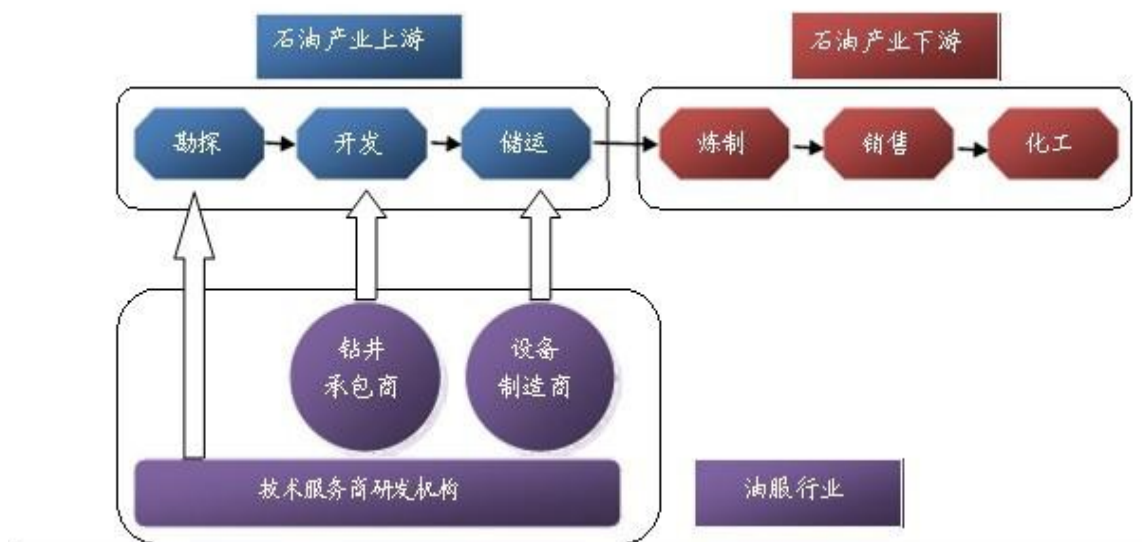 石油产业上游
石油产业下游
勘探
开发
储运
炼制
销售
化工
钻井
承包商
设备
制造商
技术服务商研发机构
油服行业